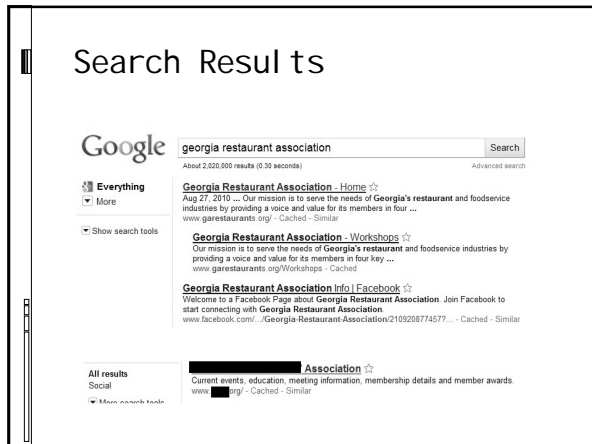 Search Results
Google
georgia restaurant association
Search
About 2,020,000 results (0.30 seconds)
Advanced search
Everything
More
Show search tools
Georgia Restaurant Association - Home
Aug 27, 2010 ... Our mission is to serve the needs of Georgia's restaurant and foodservice
industries by providing a voice and value for its members in four ...
www.garestaurants.org/ - Cached - Similar
Georgia Restaurant Association - Workshops
Our mission is to serve the needs of Georgia's restaurant and foodservice industries by
providing a voice and value for its members in four key ...
www.garestaurants.org/Workshops - Cached
Georgia Restaurant Association Info | Facebook
Welcome to a Facebook Page about Georgia Restaurant Association. Join Facebook to
start connecting with Georgia Restaurant Association.
www.facebook.com/.../Georgia-Restaurant-Association/210920877457?... - Cached - Similar
All results
Social
More search tools
Association
Current events, education, meeting information, membership details and member awards.
www. org/ - Cached - Similar